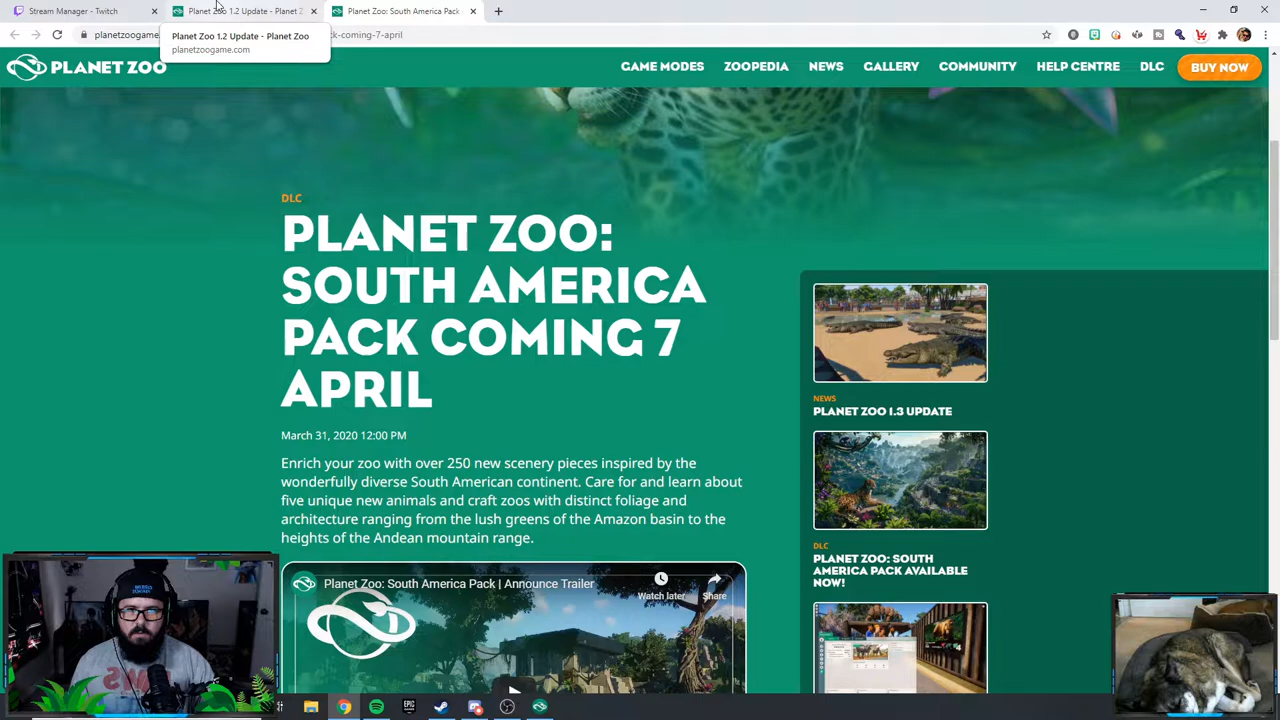 Stream Manager - Twitch
Planet Zoo 1.2 Update - Planet Z
Planet Zoo: South America Pack
planetzoogame.
ck-coming-7-april
Planet Zoo 1.2 Update - Planet Zoo
planetzoogame.com
PLANET ZOO
GAME MODES
ZOOPEDIA
NEWS
GALLERY
COMMUNITY
HELP CENTRE
DLC
BUY NOW
DLC
PLANET ZOO:
SOUTH AMERICA
PACK COMING 7
APRIL
March 31, 2020 12:00 PM
Enrich your zoo with over 250 new scenery pieces inspired by the
wonderfully diverse South American continent. Care for and learn about
five unique new animals and craft zoos with distinct foliage and
architecture ranging from the lush greens of the Amazon basin to the
heights of the Andean mountain range.
Planet Zoo: South America Pack | Announce Trailer
Watch later
Share
NEWS
PLANET ZOO 1.3 UPDATE
DLC
PLANET ZOO: SOUTH
AMERICA PACK AVAILABLE
NOW!
EPIC